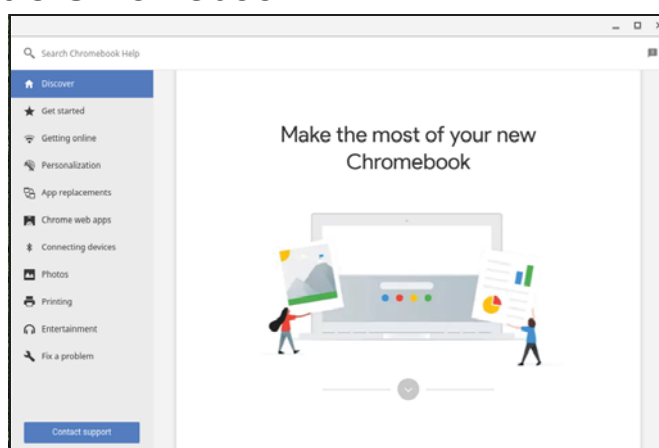 Search Chromebook Help
Discover
Get started
Getting online
Personalization
App replacements
Chrome web apps
Connecting devices
Photos
Printing
Entertainment
Fix a problem
Contact support
Make the most of your new
Chromebook